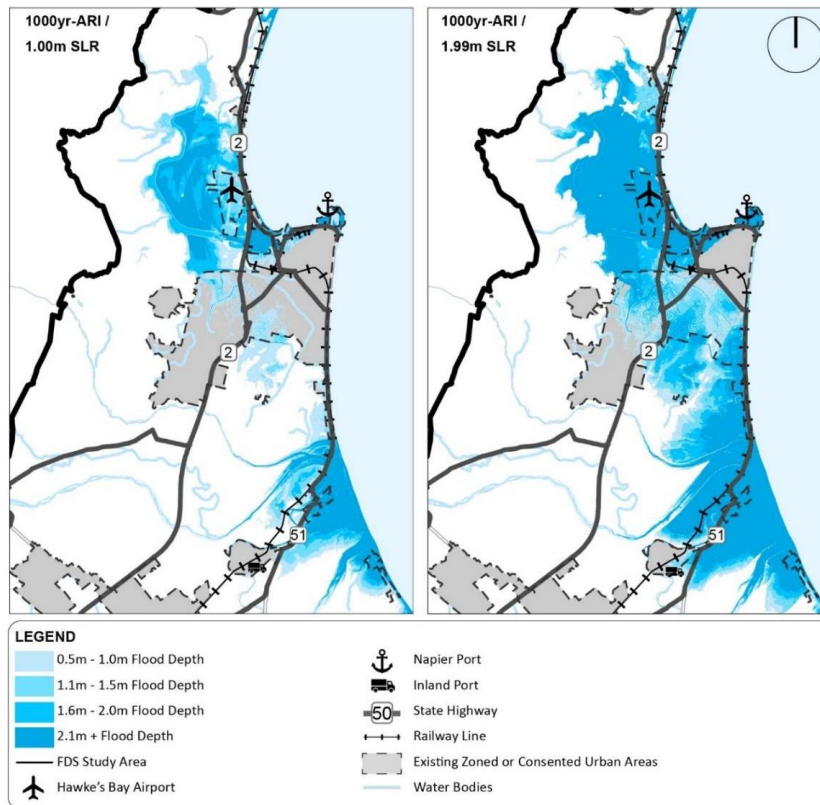 1000yr-ARI /
1.00m SLR
2
2
51
1000yr-ARI /
1.99m SLR
2
2
51
LEGEND
0.5m - 1.0m Flood Depth
1.1m - 1.5m Flood Depth
1.6m - 2.0m Flood Depth
2.1m + Flood Depth
FDS Study Area
Hawke's Bay Airport
Napier Port
Inland Port
50 State Highway
Railway Line
Existing Zoned or Consented Urban Areas
Water Bodies